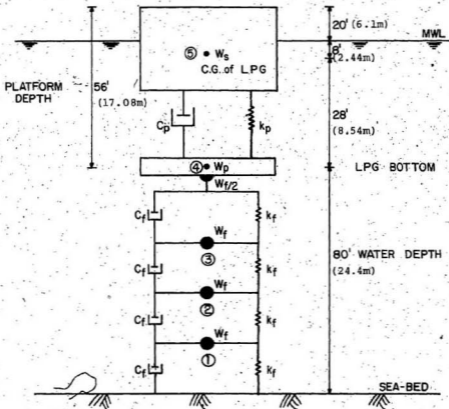 20' (6.1m)
MWL
8'
(2.44m)
⑤ Ws
C.G. of LPG
PLATFORM
DEPTH
56'
(17.08m)
28'
(8.54m)
Cp
kp
④ Wp
LPG BOTTOM
Wf/2
Cf
kf
Wf
③
80' WATER DEPTH
(24.4m)
Cf
kf
Wf
②
Cf
kf
Wf
①
Cf
kf
SEA-BED